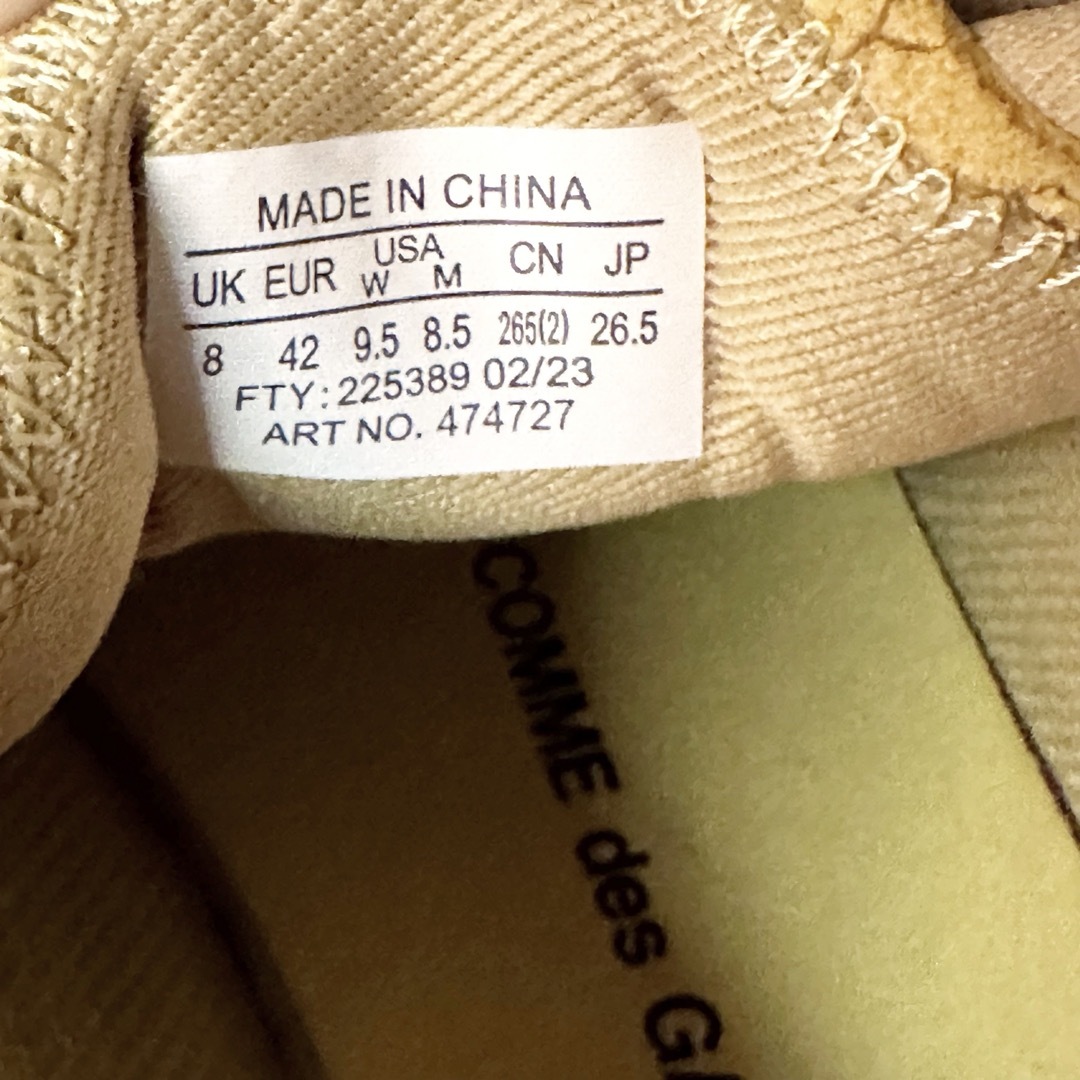 MADE IN CHINA
UK EUR USA W M CN JP
8 42 9.5 8.5 265(2) 26.5
FTY: 225389 02/23
ART NO. 474727
COMME des G